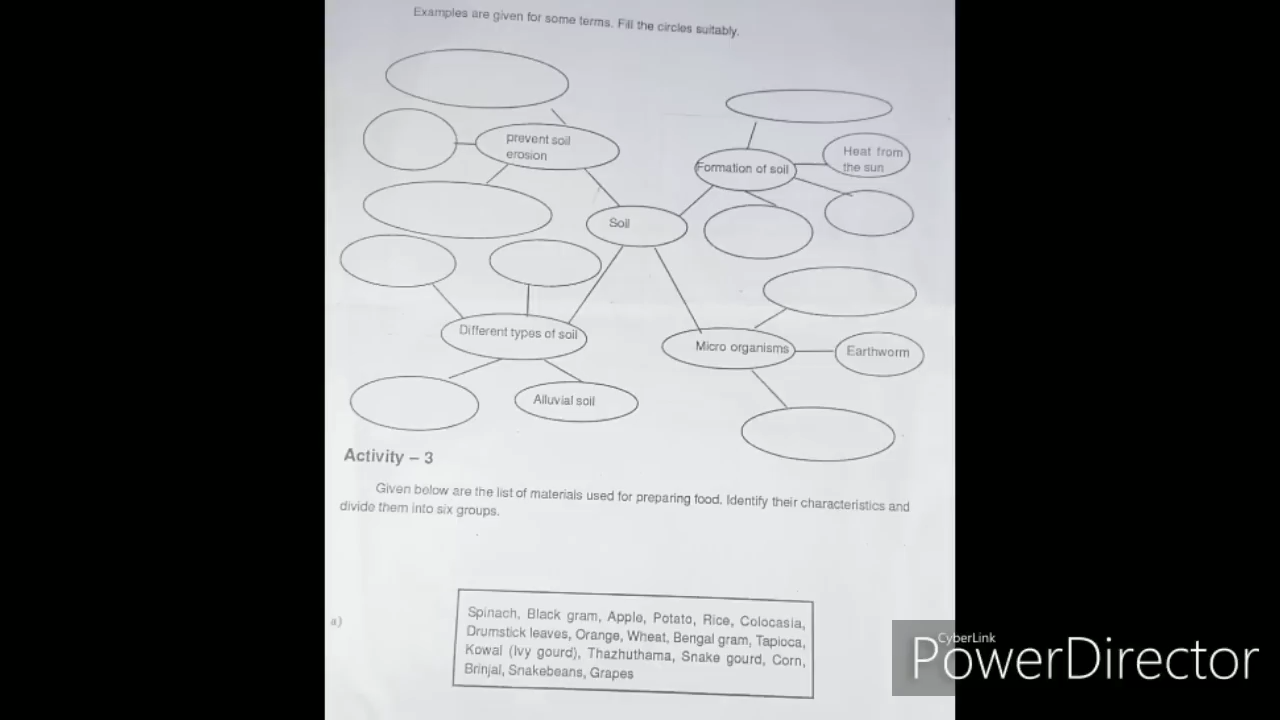 Examples are given for some terms. Fill the circles suitably.
prevent soil
erosion
Formation of soil
Heat from
the sun
Soil
Different types of soil
Alluvial soil
Micro organisms
Earthworm
Activity – 3
Given below are the list of materials used for preparing food. Identify their characteristics and
divide them into six groups.
a)
Spinach, Black gram, Apple, Potato, Rice, Colocasia,
Drumstick leaves, Orange, Wheat, Bengal gram, Tapioca,
Kowal (Ivy gourd), Thazhuthama, Snake gourd, Corn,
Brinjal, Snakebeans, Grapes
CyberLink
PowerDirector